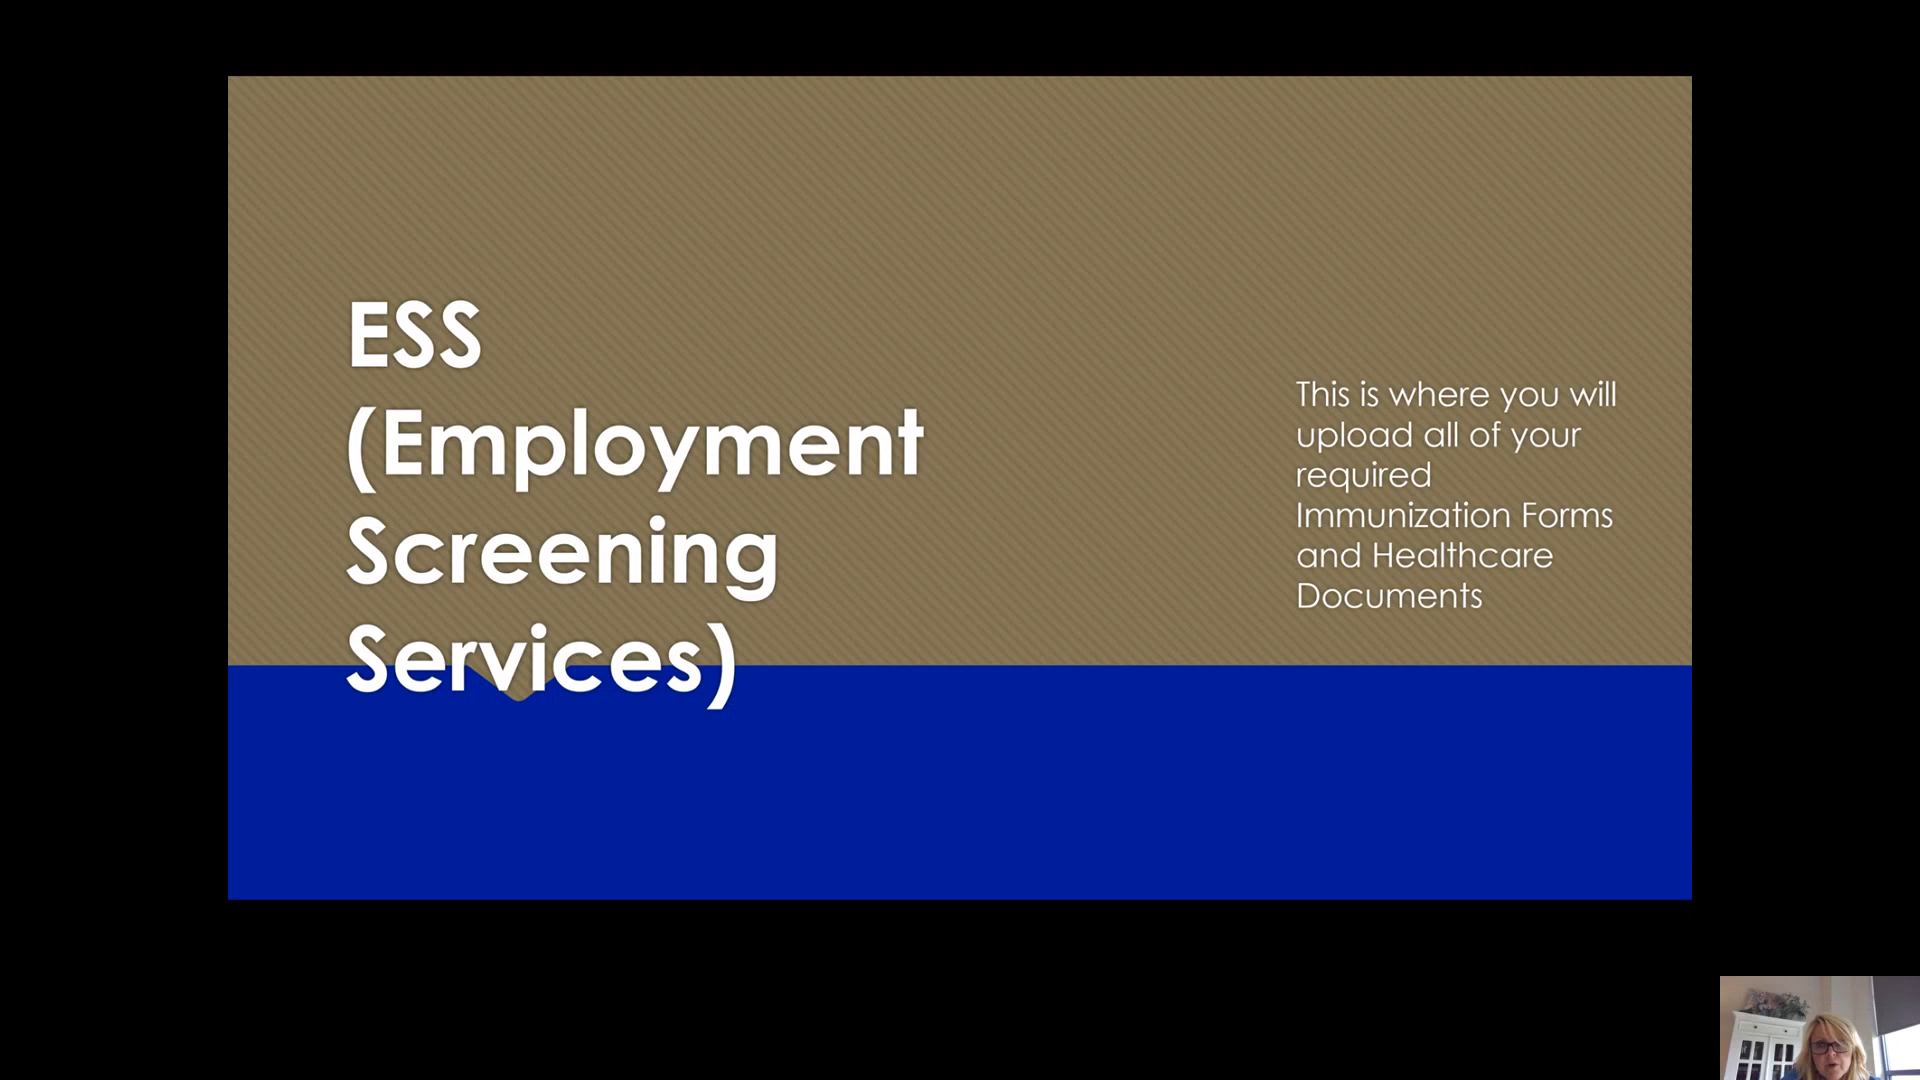 ESS
(Employment
Screening
Services)
This is where you will
upload all of your
required
Immunization Forms
and Healthcare
Documents